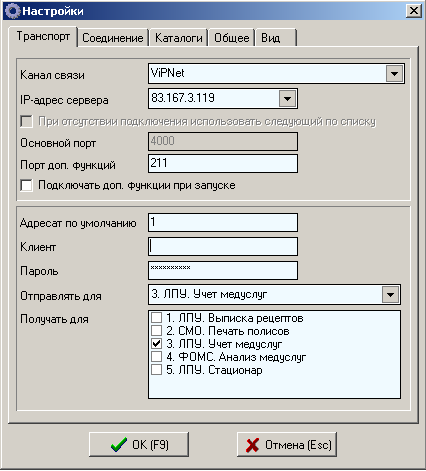 Настройки
Транспорт Соединение Каталоги Общее Вид
Канал связи ViPNet
IP-адрес сервера 83.167.3.119
При отсутствии подключения использовать следующий по списку
Основной порт 4000
Порт доп. функций 211
Подключать доп. функции при запуске
Адресат по умолчанию 1
Клиент
Пароль **********
Отправлять для 3. ЛПУ. Учет медуслуг
Получать для 1. ЛПУ. Выписка рецептов
2. СМО. Печать полисов
3. ЛПУ. Учет медуслуг
4. ФОМС. Анализ медуслуг
5. ЛПУ. Стационар
OK (F9) Отмена (Esc)